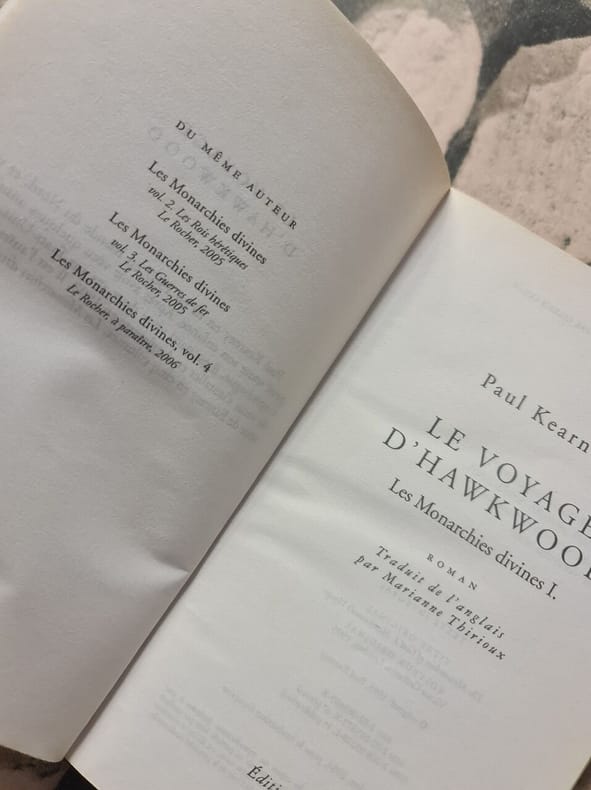 DU MÊME AUTEUR
Les Monarchies divines
vol. 2, Les Rois hérétiques
Le Rocher, 2005
Les Monarchies divines
vol. 3, Les Guerres de fer
Le Rocher, 2005
Les Monarchies divines, vol. 4
Le Rocher, à paraître, 2006
Paul Kearn
LE VOYAGE
D'HAWKWOOD
Les Monarchies divines I.
ROMAN
Traduit de l'anglais
par Marianne Thirioux
Éditi